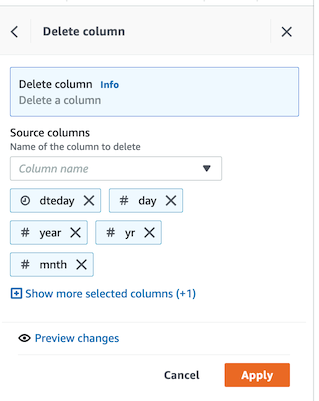 Delete column
Delete column Info
Delete a column
Source columns
Name of the column to delete
Column name
dteday # day
# year # yr
# mnth
Show more selected columns (+1)
Preview changes
Cancel Apply